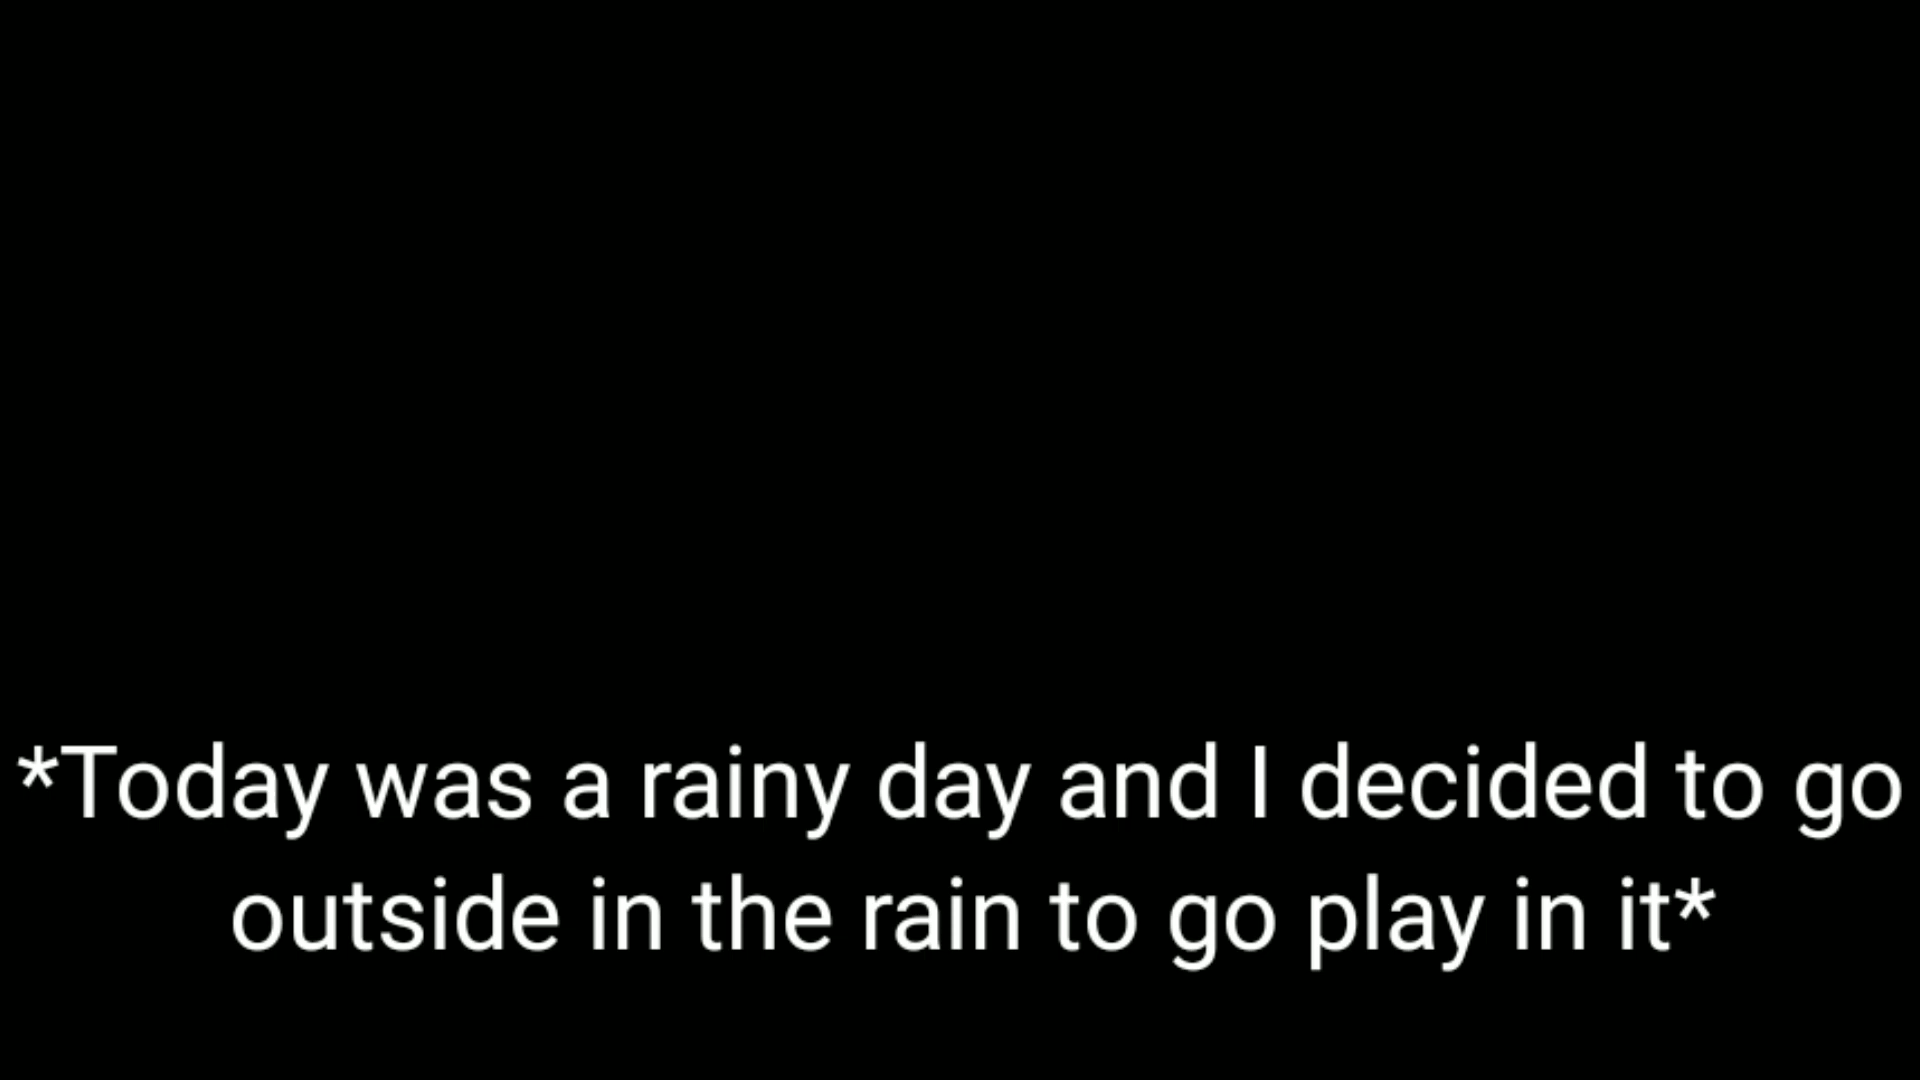 *Today was a rainy day and I decided to go
outside in the rain to go play in it*